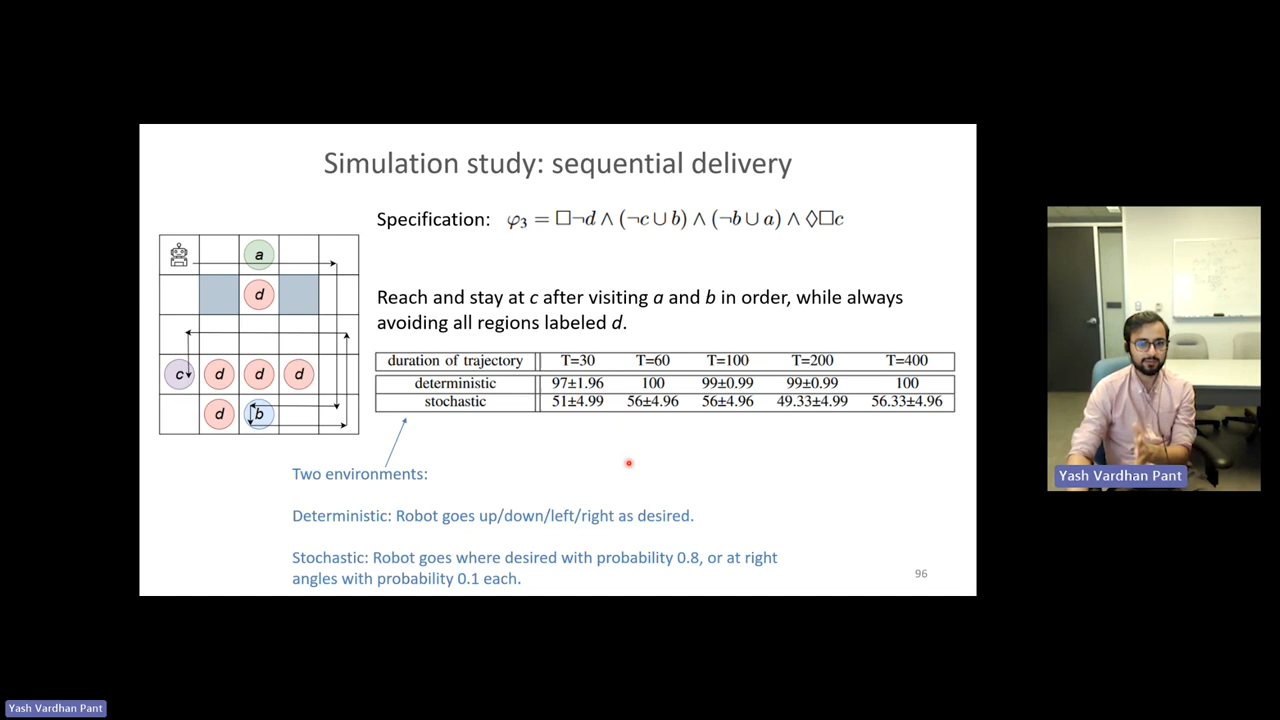 Simulation study: sequential delivery
Specification: φ₃ = □¬d ∧ (¬c ∪ b) ∧ (¬b ∪ a) ∧ ◊□c
a
d
Reach and stay at c after visiting a and b in order, while always
avoiding all regions labeled d.
c d d d
d b
duration of trajectory T=30 T=60 T=100 T=200 T=400
deterministic 97±1.96 100 99±0.99 99±0.99 100
stochastic 51±4.99 56±4.96 56±4.96 49.33±4.99 56.33±4.96
Two environments:
Deterministic: Robot goes up/down/left/right as desired.
Stochastic: Robot goes where desired with probability 0.8, or at right
angles with probability 0.1 each.
96
Yash Vardhan Pant
Yash Vardhan Pant